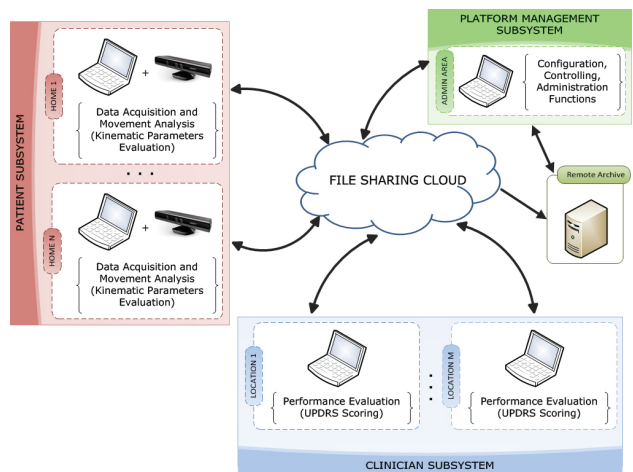 PATIENT SUBSYSTEM
HOME 1
+
Data Acquisition and
Movement Analysis
(Kinematic Parameters
Evaluation)
. . .
HOME N
+
Data Acquisition and
Movement Analysis
(Kinematic Parameters
Evaluation)
PLATFORM MANAGEMENT
SUBSYSTEM
ADMIN AREA
Configuration,
Controlling,
Administration
Functions
FILE SHARING CLOUD
Remote Archive
LOCATION 1
Performance Evaluation
(UPDRS Scoring)
. . .
LOCATION M
Performance Evaluation
(UPDRS Scoring)
CLINICIAN SUBSYSTEM